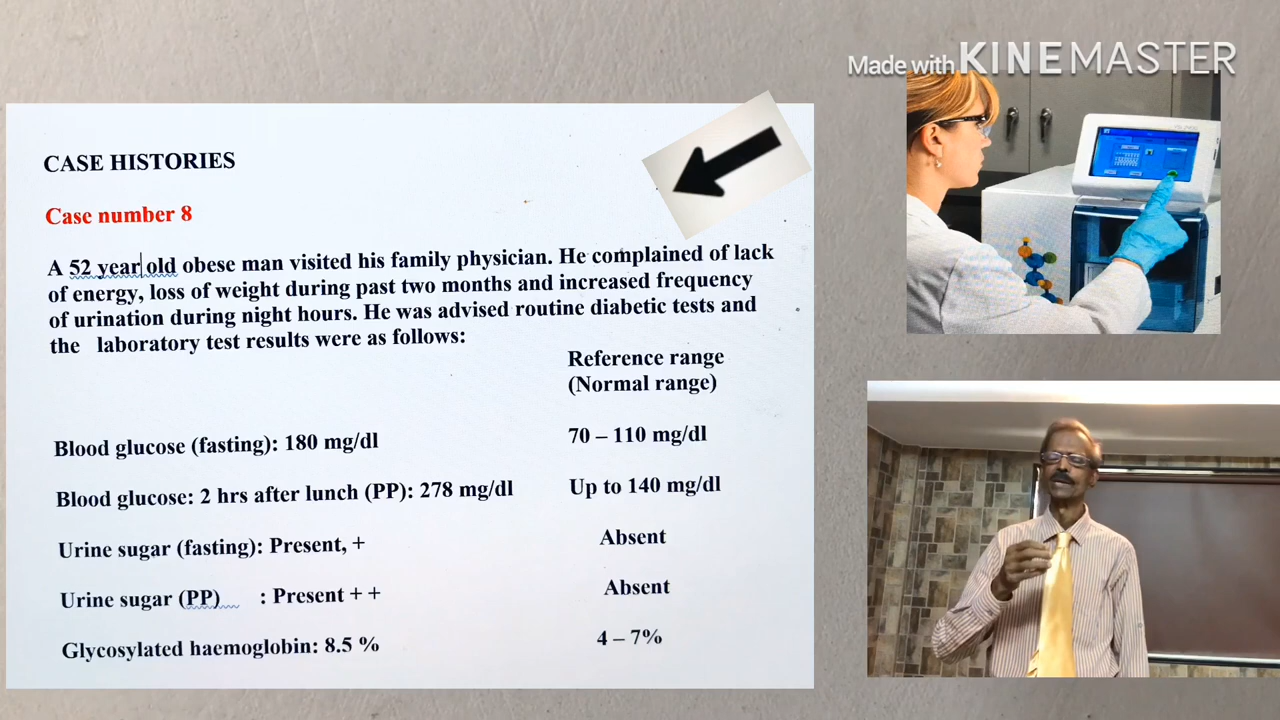 Made with KINEMASTER
CASE HISTORIES
Case number 8
A 52 year old obese man visited his family physician. He complained of lack
of energy, loss of weight during past two months and increased frequency
of urination during night hours. He was advised routine diabetic tests and
the laboratory test results were as follows:
Reference range
(Normal range)
Blood glucose (fasting): 180 mg/dl 70 – 110 mg/dl
Blood glucose: 2 hrs after lunch (PP): 278 mg/dl Up to 140 mg/dl
Urine sugar (fasting): Present, + Absent
Urine sugar (PP) : Present + + Absent
Glycosylated haemoglobin: 8.5 % 4 – 7%